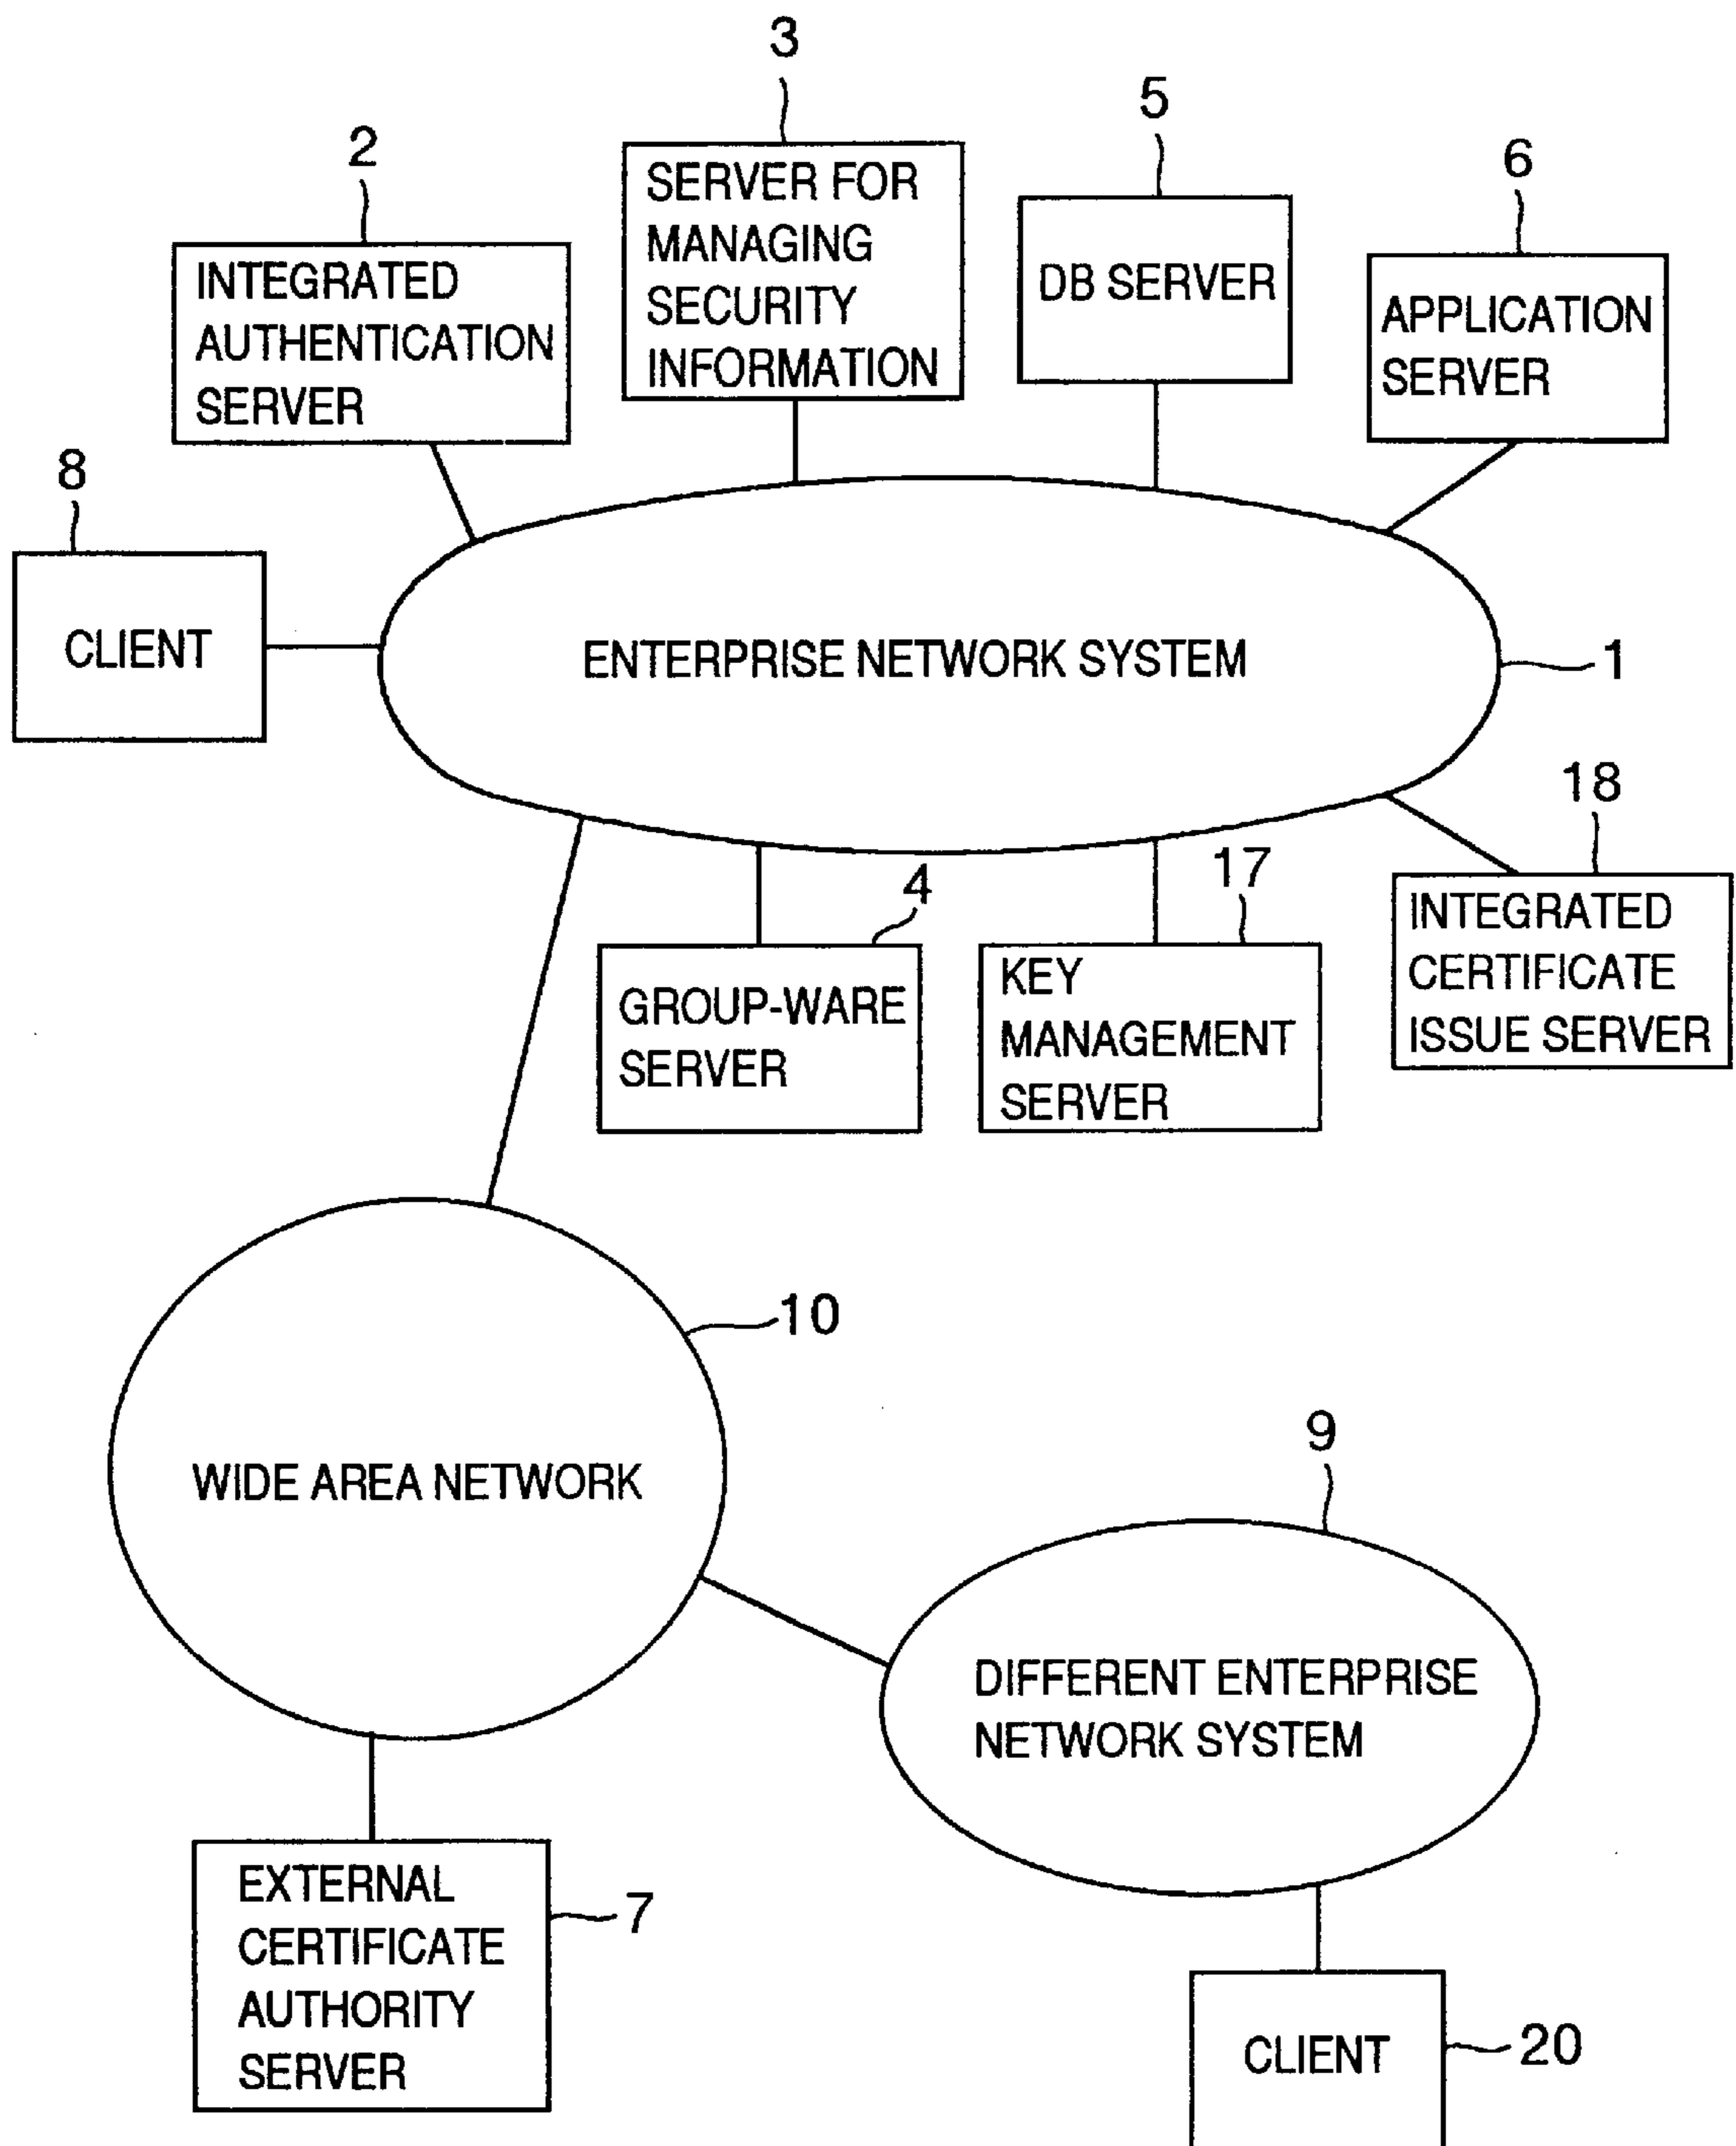 3
5
2
6
SERVER FOR
MANAGING
SECURITY
INFORMATION
DB SERVER
INTEGRATED
AUTHENTICATION
SERVER
APPLICATION
SERVER
8
CLIENT
ENTERPRISE NETWORK SYSTEM
1
18
4
17
INTEGRATED
CERTIFICATE
ISSUE SERVER
GROUP-WARE
SERVER
KEY
MANAGEMENT
SERVER
10
WIDE AREA NETWORK
9
DIFFERENT ENTERPRISE
NETWORK SYSTEM
EXTERNAL
CERTIFICATE
AUTHORITY
SERVER
7
CLIENT
20